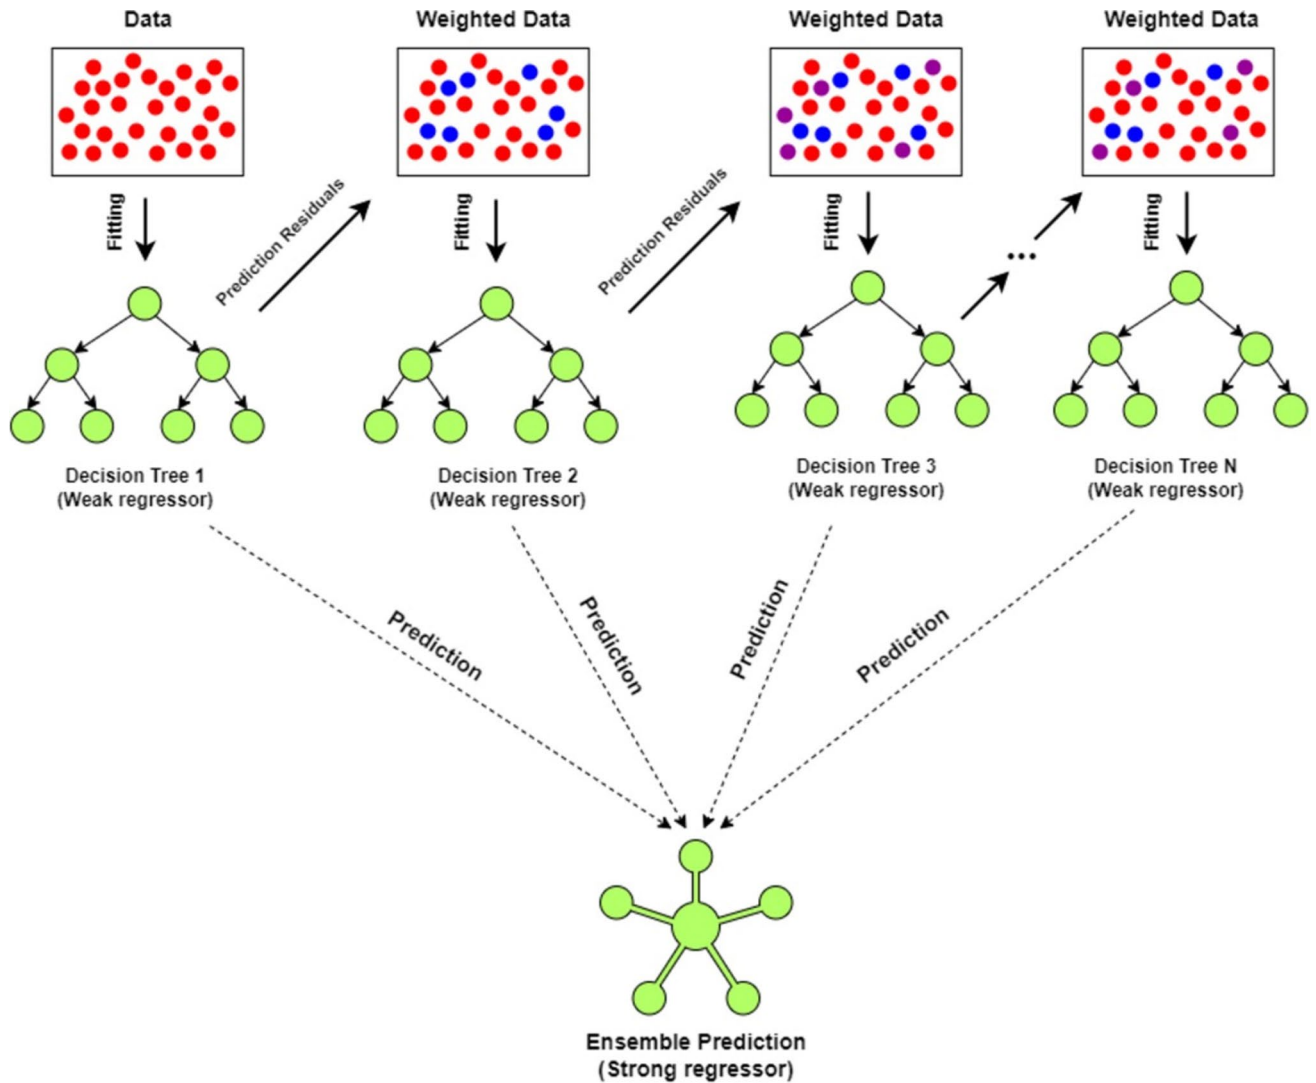 Data
Weighted Data
Weighted Data
Weighted Data
Fitting
Prediction Residuals
Fitting
Prediction Residuals
Fitting
...
Fitting
Decision Tree 1
(Weak regressor)
Decision Tree 2
(Weak regressor)
Decision Tree 3
(Weak regressor)
Decision Tree N
(Weak regressor)
Prediction
Prediction
Prediction
Prediction
Ensemble Prediction
(Strong regressor)